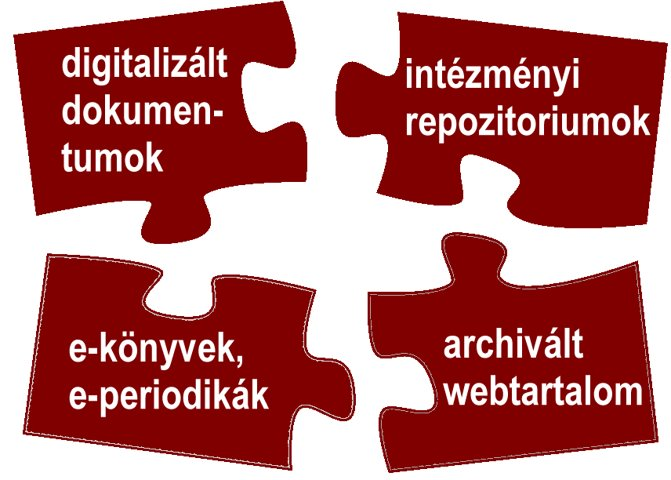 digitalizált
dokumen-
tumok
intézményi
repozitoriumok
e-könyvek,
e-periodikák
archivált
webtartalom